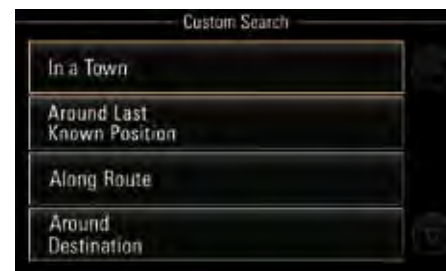 Custom Search
In a Town
Around Last
Known Position
Along Route
Around
Destination